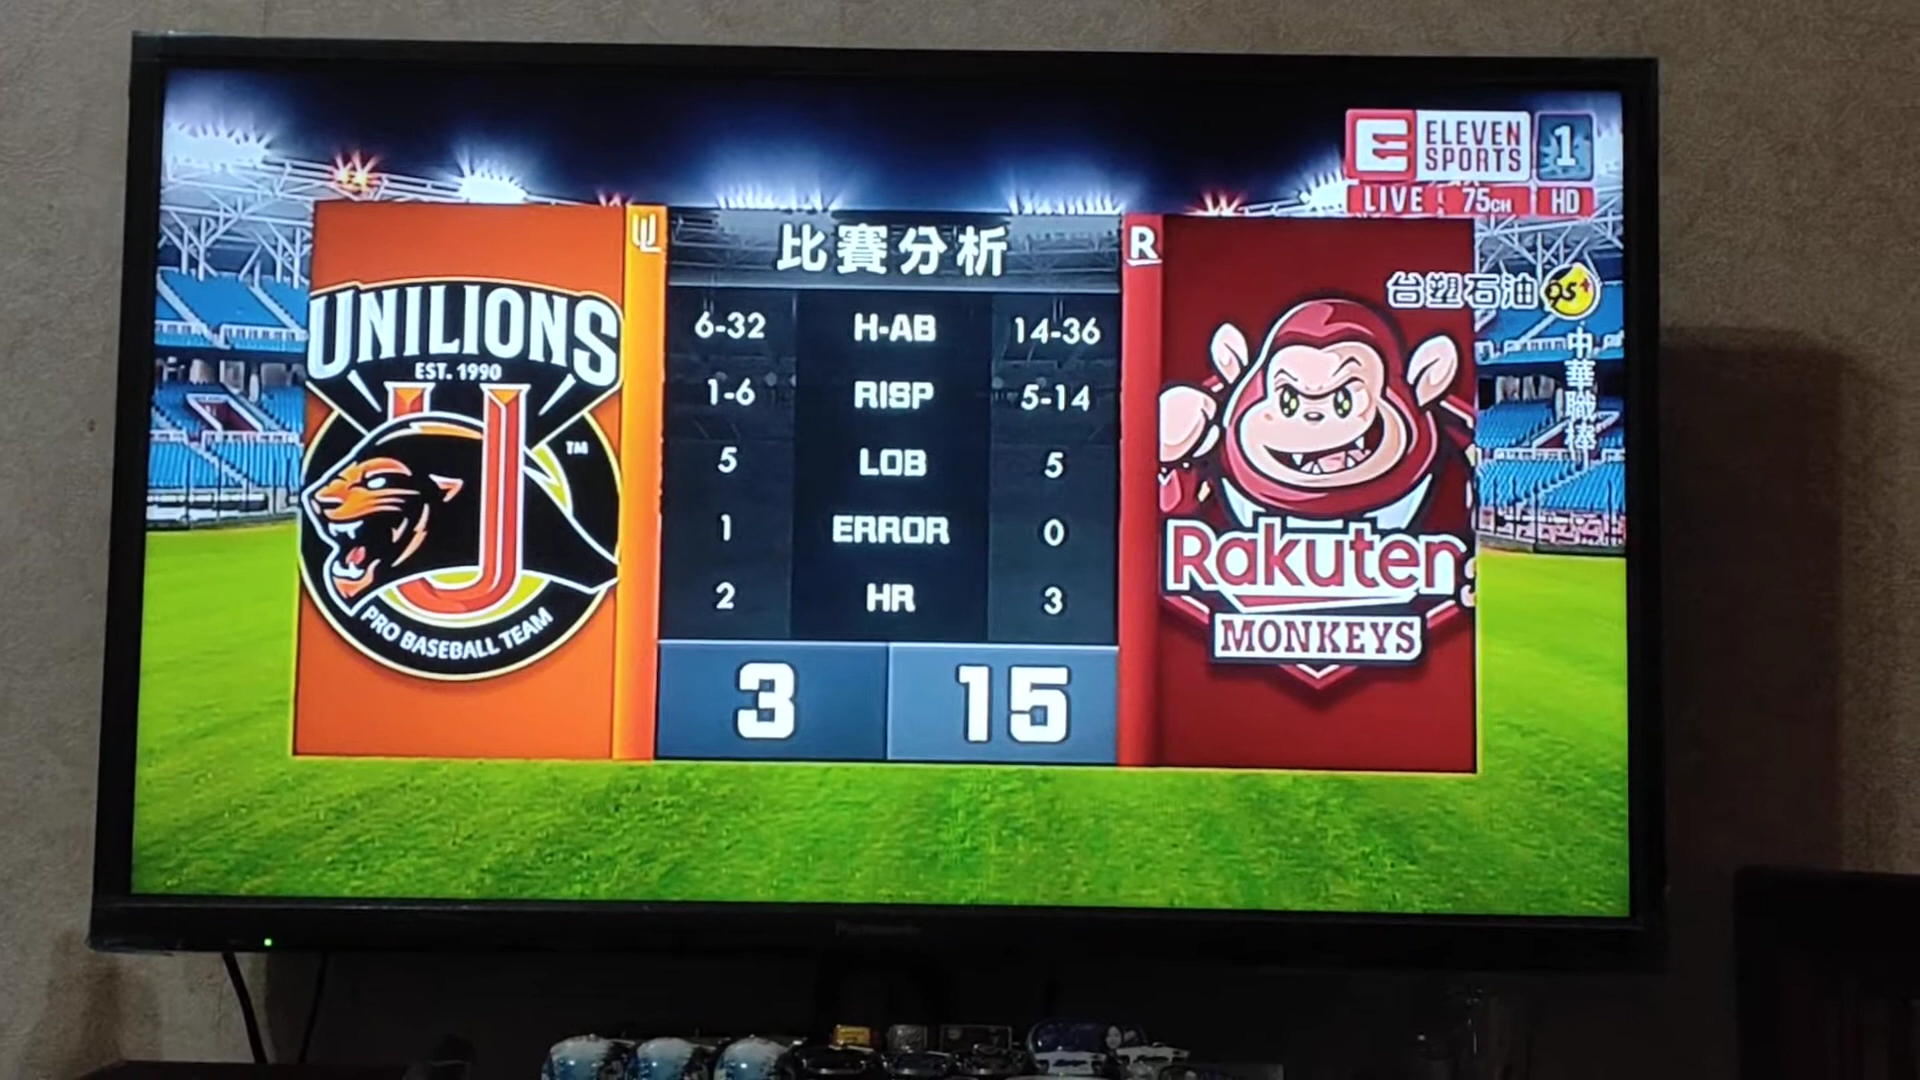 ELEVEN
SPORTS
1
LIVE 75CH HD
台塑石油 95+
中華職棒
UL
比賽分析
R
UNILIONS
EST. 1990
U
TM
PRO BASEBALL TEAM
6-32 H-AB 14-36
1-6 RISP 5-14
5 LOB 5
1 ERROR 0
2 HR 3
3 15
Rakuten
MONKEYS
Panasonic